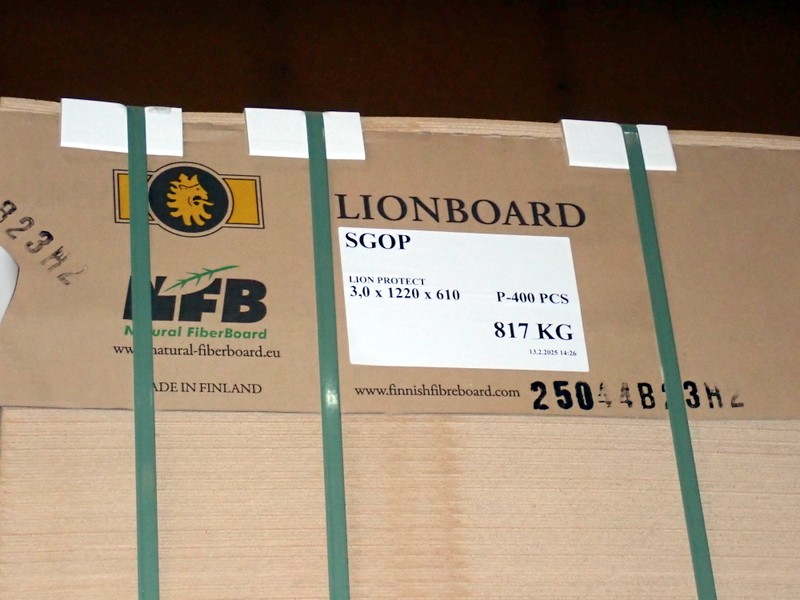 LIONBOARD
SGOP
LION PROTECT
3,0 x 1220 x 610 P-400 PCS
817 KG
13.2.2025 14:26
NFB
Natural FiberBoard
www.natural-fiberboard.eu
MADE IN FINLAND
www.finnishfibreboard.com
25044B23H2
B23H2